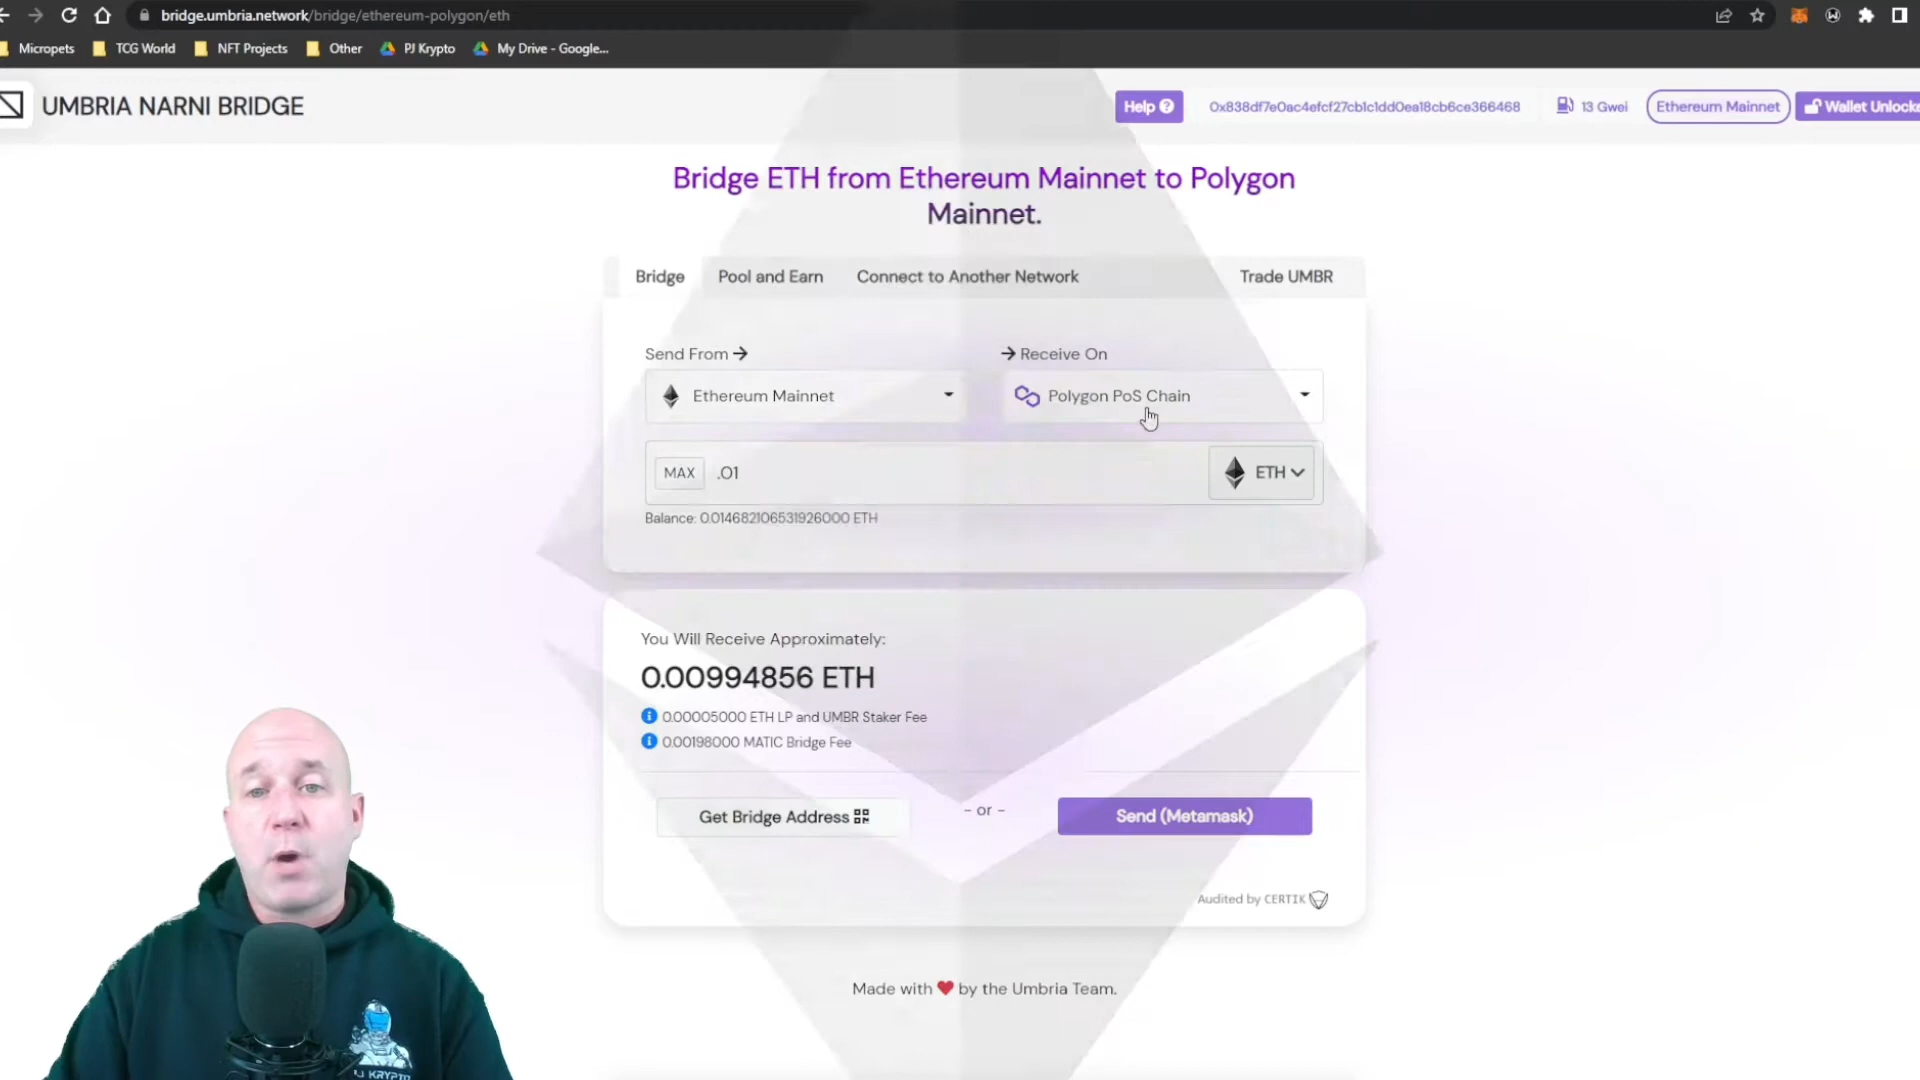 bridge.umbria.network/bridge/ethereum-polygon/eth
Micropets
TCG World
NFT Projects
Other
PJ Krypto
My Drive - Google...
UMBRIA NARNI BRIDGE
Help
0x838df7e0ac4efcf27cb1c1dd0ea18cb6ce366468
13 Gwei
Ethereum Mainnet
Wallet Unlocke
Bridge ETH from Ethereum Mainnet to Polygon
Mainnet.
Bridge
Pool and Earn
Connect to Another Network
Trade UMBR
Send From →
→ Receive On
Ethereum Mainnet
Polygon PoS Chain
MAX
.01
ETH
Balance: 0.014682106531926000 ETH
You Will Receive Approximately:
0.00994856 ETH
0.00005000 ETH LP and UMBR Staker Fee
0.00198000 MATIC Bridge Fee
Get Bridge Address
- or -
Send (Metamask)
Audited by CERTIK
Made with ❤ by the Umbria Team.
KRYPTO